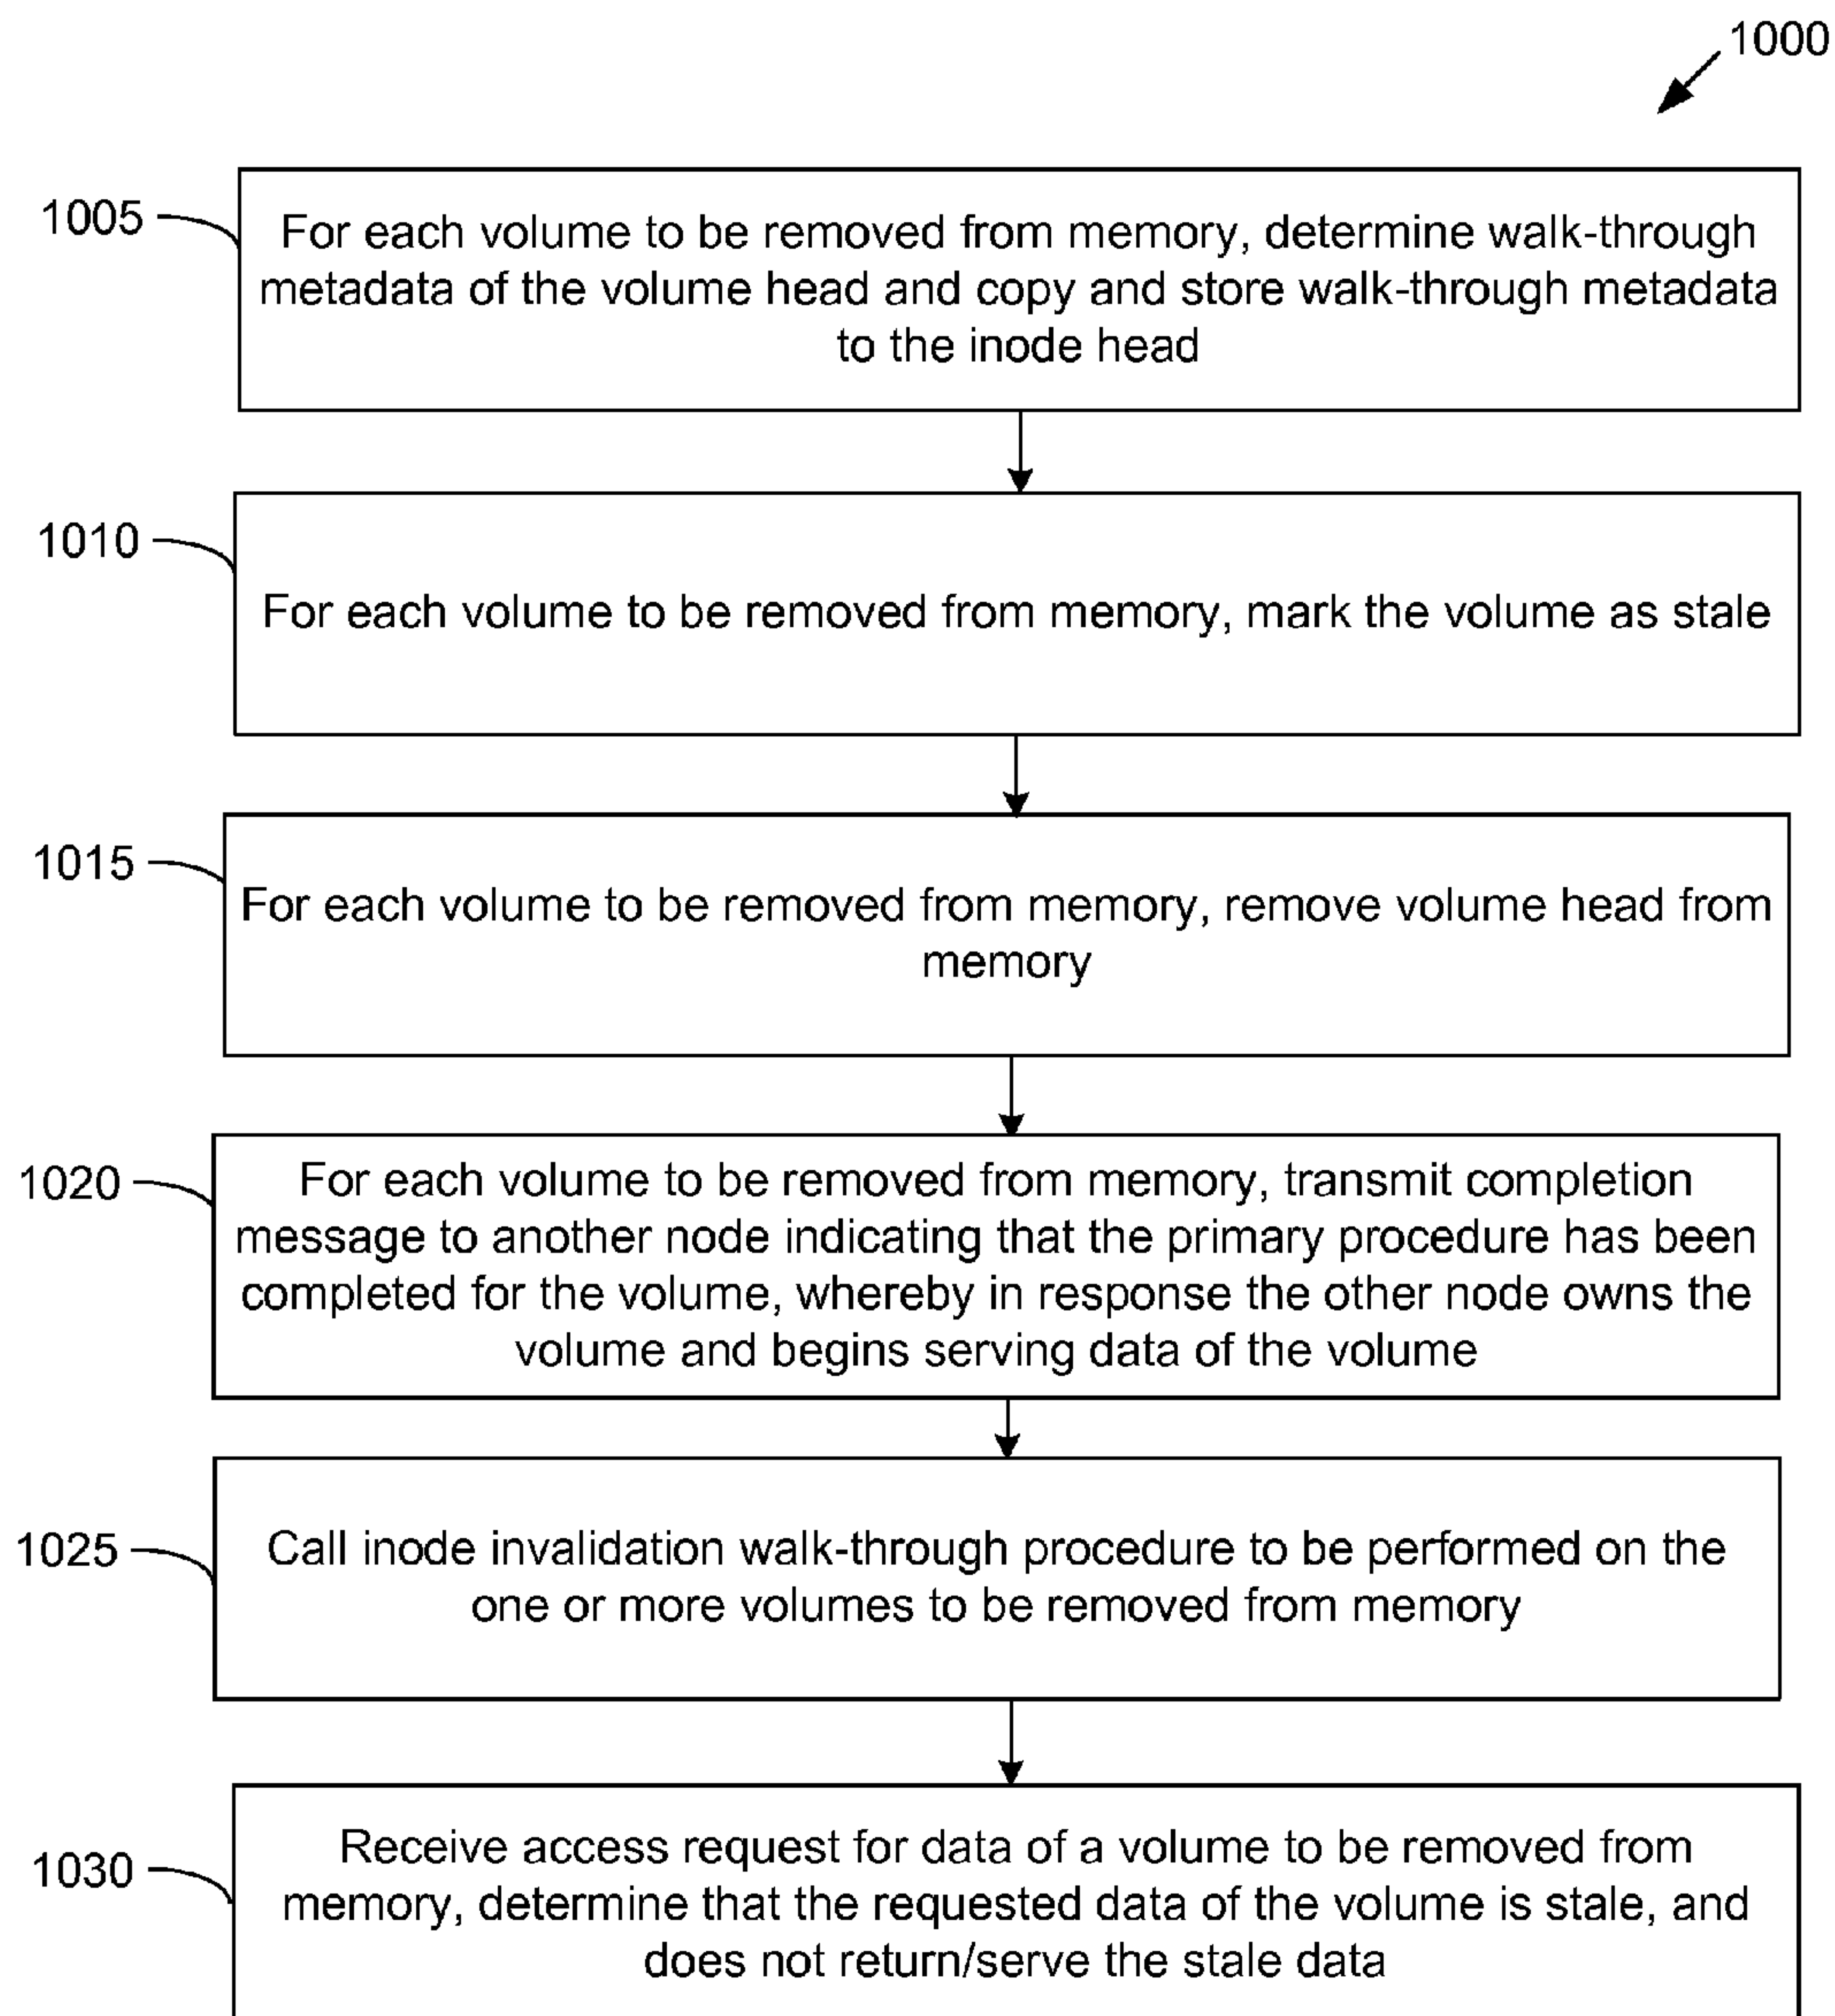 1000
1005
For each volume to be removed from memory, determine walk-through
metadata of the volume head and copy and store walk-through metadata
to the inode head
1010
For each volume to be removed from memory, mark the volume as stale
1015
For each volume to be removed from memory, remove volume head from
memory
1020
For each volume to be removed from memory, transmit completion
message to another node indicating that the primary procedure has been
completed for the volume, whereby in response the other node owns the
volume and begins serving data of the volume
1025
Call inode invalidation walk-through procedure to be performed on the
one or more volumes to be removed from memory
1030
Receive access request for data of a volume to be removed from
memory, determine that the requested data of the volume is stale, and
does not return/serve the stale data